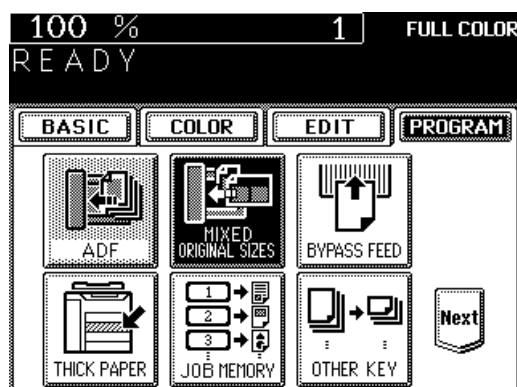 100 % 1 FULL COLOR
READY
BASIC COLOR EDIT PROGRAM
ADF
MIXED
ORIGINAL SIZES
BYPASS FEED
THICK PAPER
1
2
3
JOB MEMORY
OTHER KEY
Next